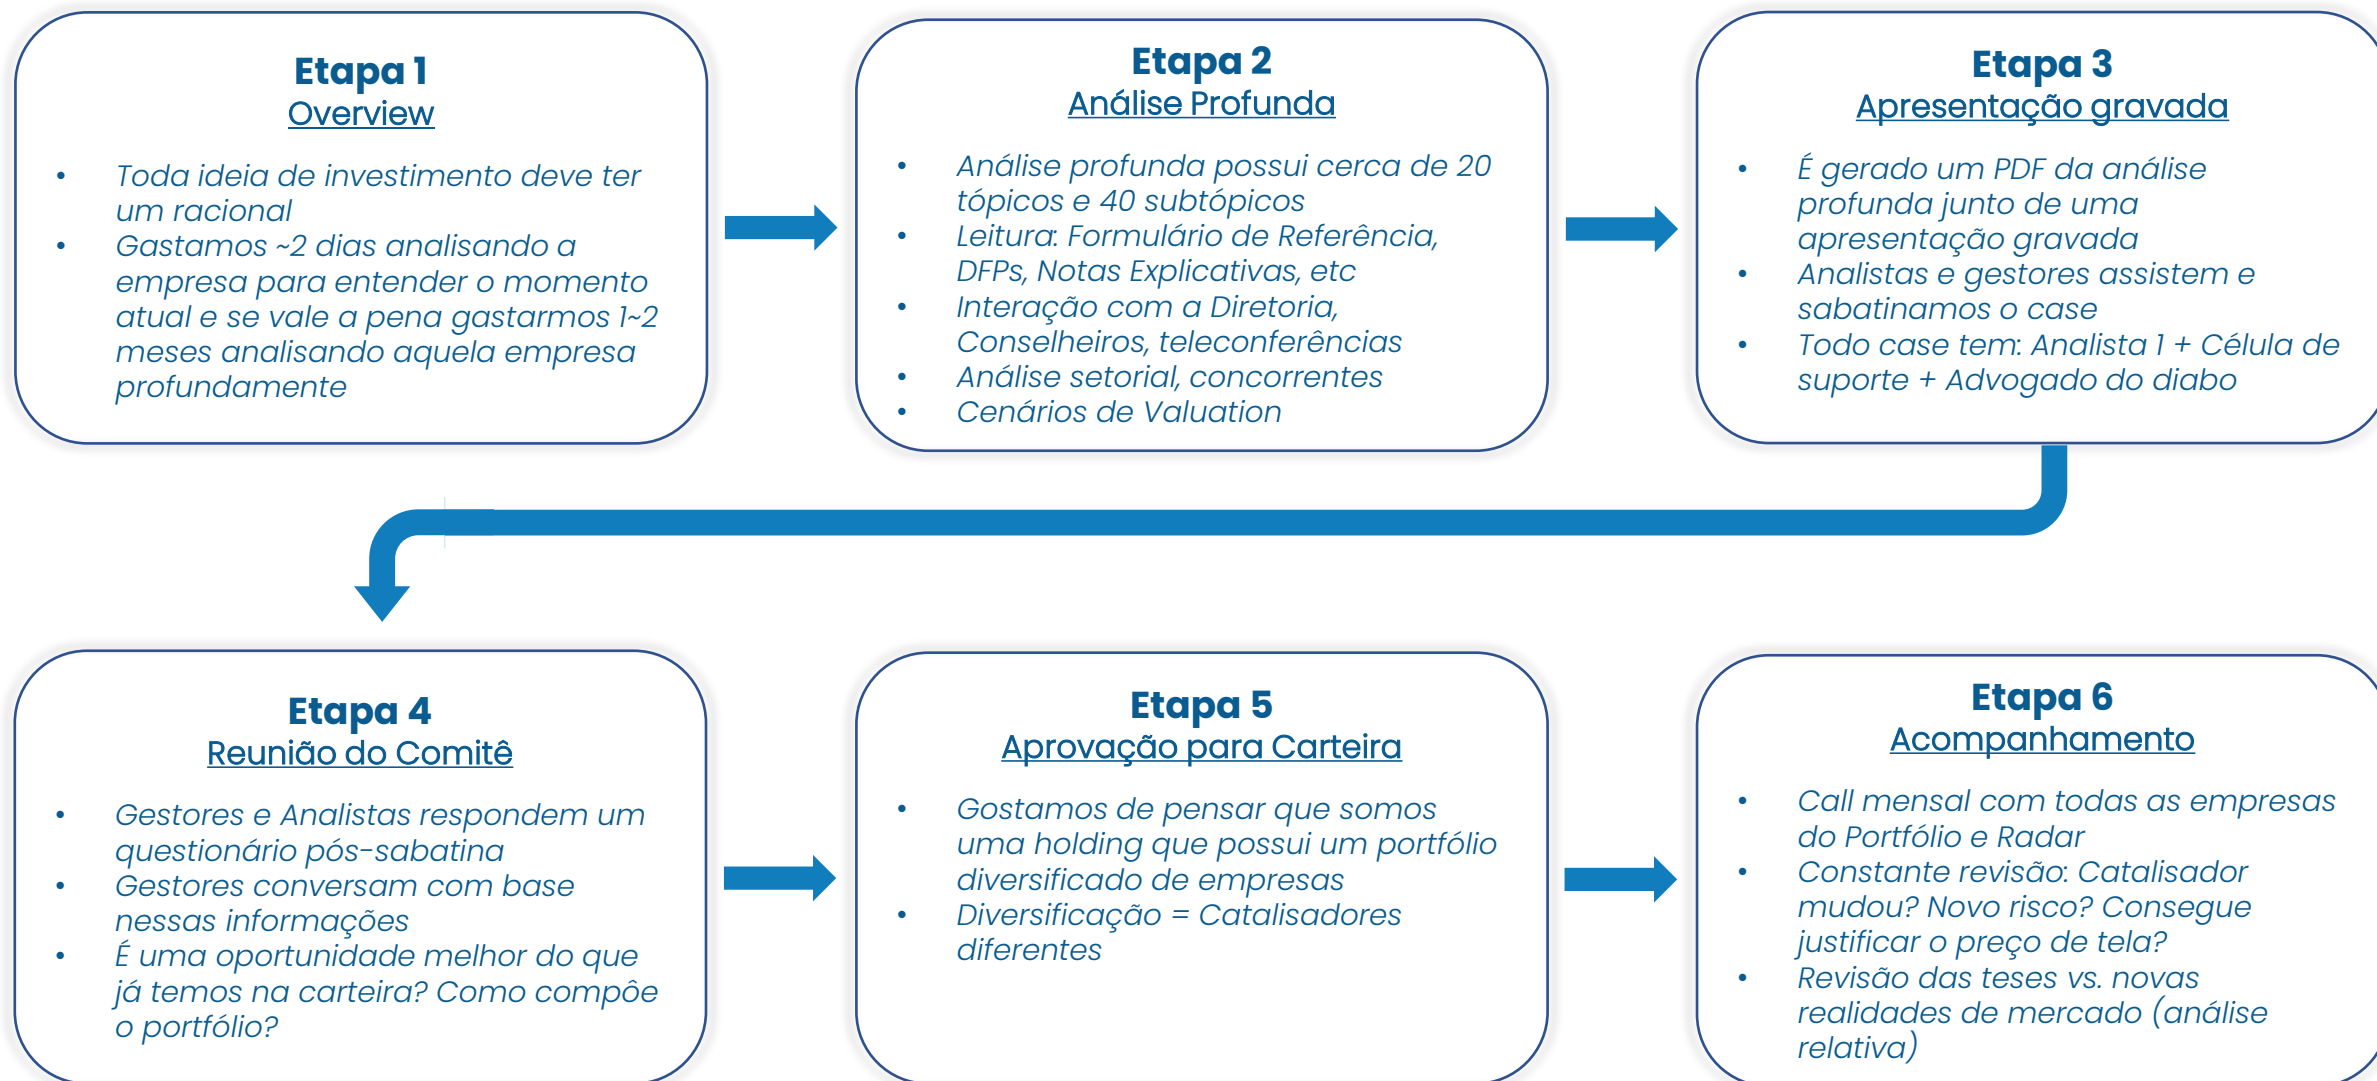 Etapa 1
Overview
• Toda ideia de investimento deve ter
um racional
• Gastamos ~2 dias analisando a
empresa para entender o momento
atual e se vale a pena gastarmos 1~2
meses analisando aquela empresa
profundamente
Etapa 2
Análise Profunda
• Análise profunda possui cerca de 20
tópicos e 40 subtópicos
• Leitura: Formulário de Referência,
DFPs, Notas Explicativas, etc
• Interação com a Diretoria,
Conselheiros, teleconferências
• Análise setorial, concorrentes
• Cenários de Valuation
Etapa 3
Apresentação gravada
• É gerado um PDF da análise
profunda junto de uma
apresentação gravada
• Analistas e gestores assistem e
sabatinamos o case
• Todo case tem: Analista 1 + Célula de
suporte + Advogado do diabo
Etapa 4
Reunião do Comitê
• Gestores e Analistas respondem um
questionário pós-sabatina
• Gestores conversam com base
nessas informações
• É uma oportunidade melhor do que
já temos na carteira? Como compôe
o portfólio?
Etapa 5
Aprovação para Carteira
• Gostamos de pensar que somos
uma holding que possui um portfólio
diversificado de empresas
• Diversificação = Catalisadores
diferentes
Etapa 6
Acompanhamento
• Call mensal com todas as empresas
do Portfólio e Radar
• Constante revisão: Catalisador
mudou? Novo risco? Consegue
justificar o preço de tela?
• Revisão das teses vs. novas
realidades de mercado (análise
relativa)